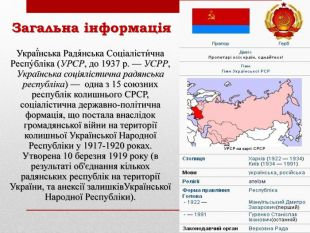 Загальна інформація
Українська Радянська Соціалістична
Республіка (УРСР, до 1937 р. — УСРР,
Українська соціялістична радянська
республіка) — одна з 15 союзних
республік колишнього СРСР,
соціалістична державно-політична
формація, що постала внаслідок
громадянської війни на території
колишньої Української Народної
Республіки у 1917-1920 роках.
Утворена 10 березня 1919 року (в
результаті об'єднання кількох
радянських республік на території
України, та анексії залишківУкраїнської
Народної Республіки).
Прапор Герб
Девіз
Пролетарі всіх країн, єднайтеся!
Гімн
Гімн Української РСР
УРСР на карті СРСР
Столиця Харків (1922 — 1934)
Київ (1934 — 1991)
Мови українська, російська
Релігії атеїзм
Форма правління Республіка
Голова
- 1922 — Мануїльський Дмитро
Захарович(перший)
- — 1991 Гуренко Станіслав
Іванович(останній)
Законодавчий орган Верховна Рада